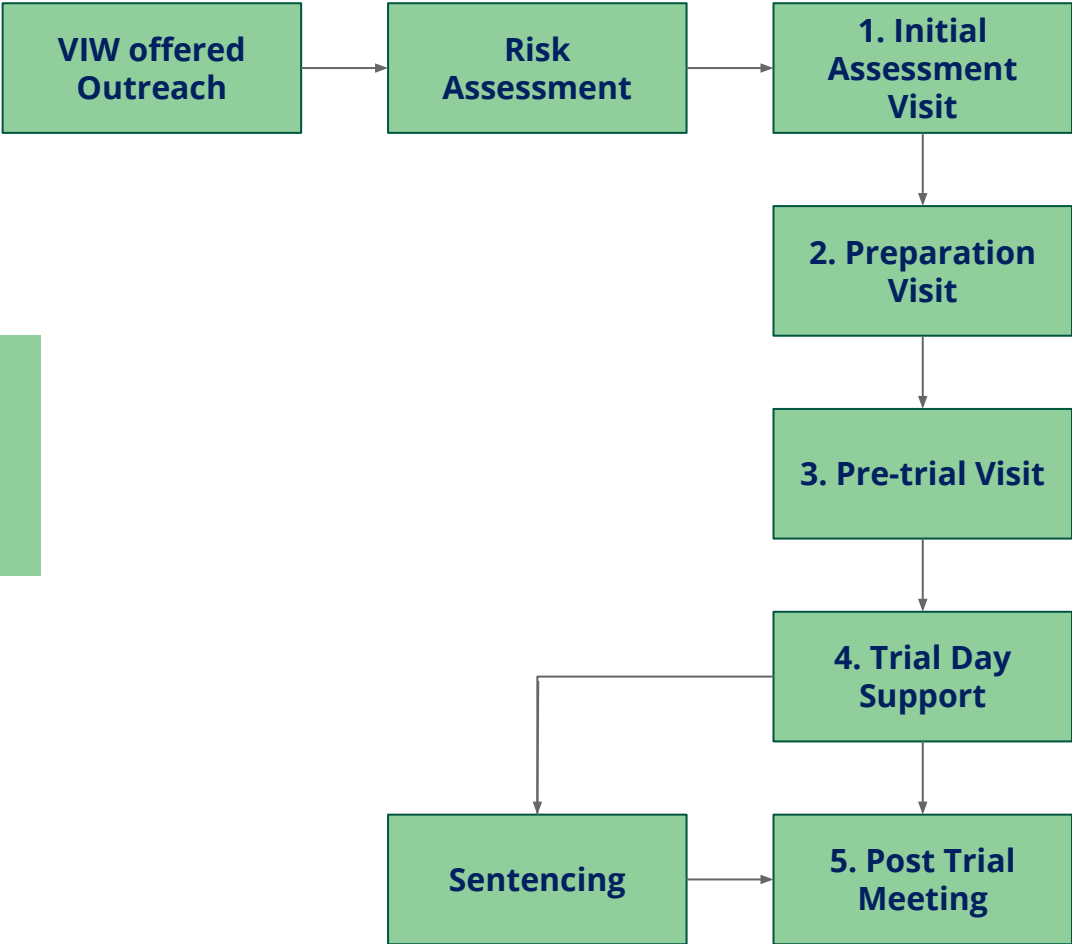 VIW offered
Outreach
Risk
Assessment
1. Initial
Assessment
Visit
2. Preparation
Visit
3. Pre-trial Visit
4. Trial Day
Support
Sentencing
5. Post Trial
Meeting